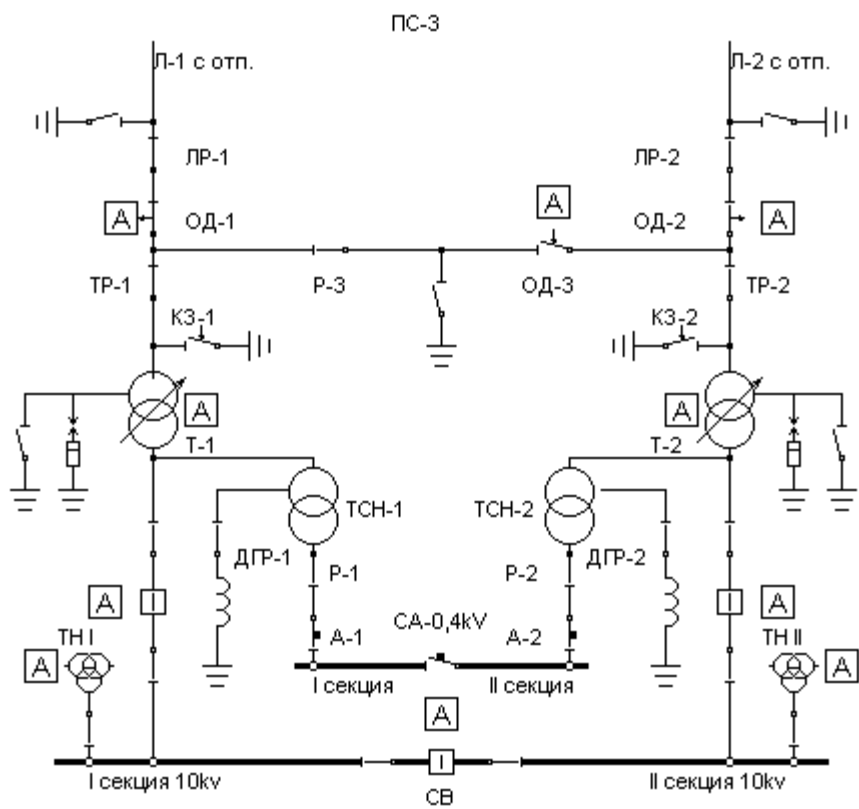 ПС-3
Л-1 с отп.
Л-2 с отп.
ЛР-1
ЛР-2
А
А
А
ОД-1
ОД-2
ТР-1
Р-3
ОД-3
ТР-2
КЗ-1
КЗ-2
А
А
Т-1
Т-2
ТСН-1
ТСН-2
ДГР-1
ДГР-2
Р-1
Р-2
А
I
I
А
СА-0,4kV
ТН I
А-1
А-2
ТН II
А
А
I секция
II секция
А
I
I секция 10kv
II секция 10kv
СВ